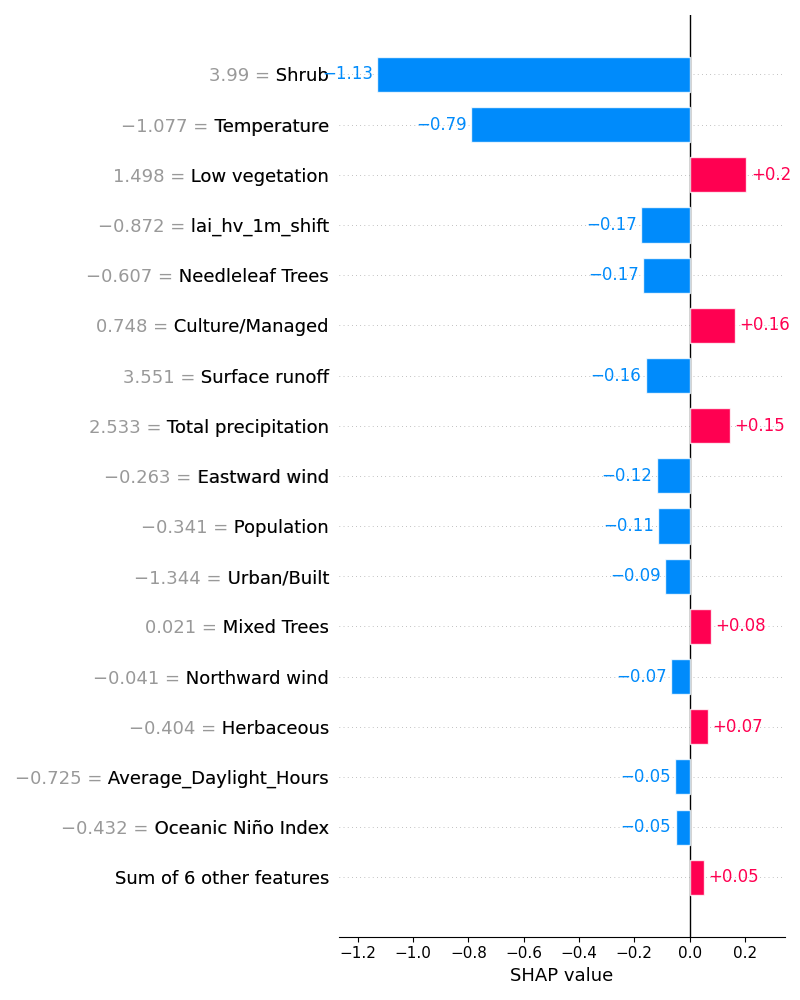 3.99 = Shrub −1.13
−1.077 = Temperature −0.79
1.498 = Low vegetation +0.2
−0.872 = lai_hv_1m_shift −0.17
−0.607 = Needleleaf Trees −0.17
0.748 = Culture/Managed +0.16
3.551 = Surface runoff −0.16
2.533 = Total precipitation +0.15
−0.263 = Eastward wind −0.12
−0.341 = Population −0.11
−1.344 = Urban/Built −0.09
0.021 = Mixed Trees +0.08
−0.041 = Northward wind −0.07
−0.404 = Herbaceous +0.07
−0.725 = Average_Daylight_Hours −0.05
−0.432 = Oceanic Niño Index −0.05
Sum of 6 other features +0.05
−1.2 −1.0 −0.8 −0.6 −0.4 −0.2 0.0 0.2
SHAP value